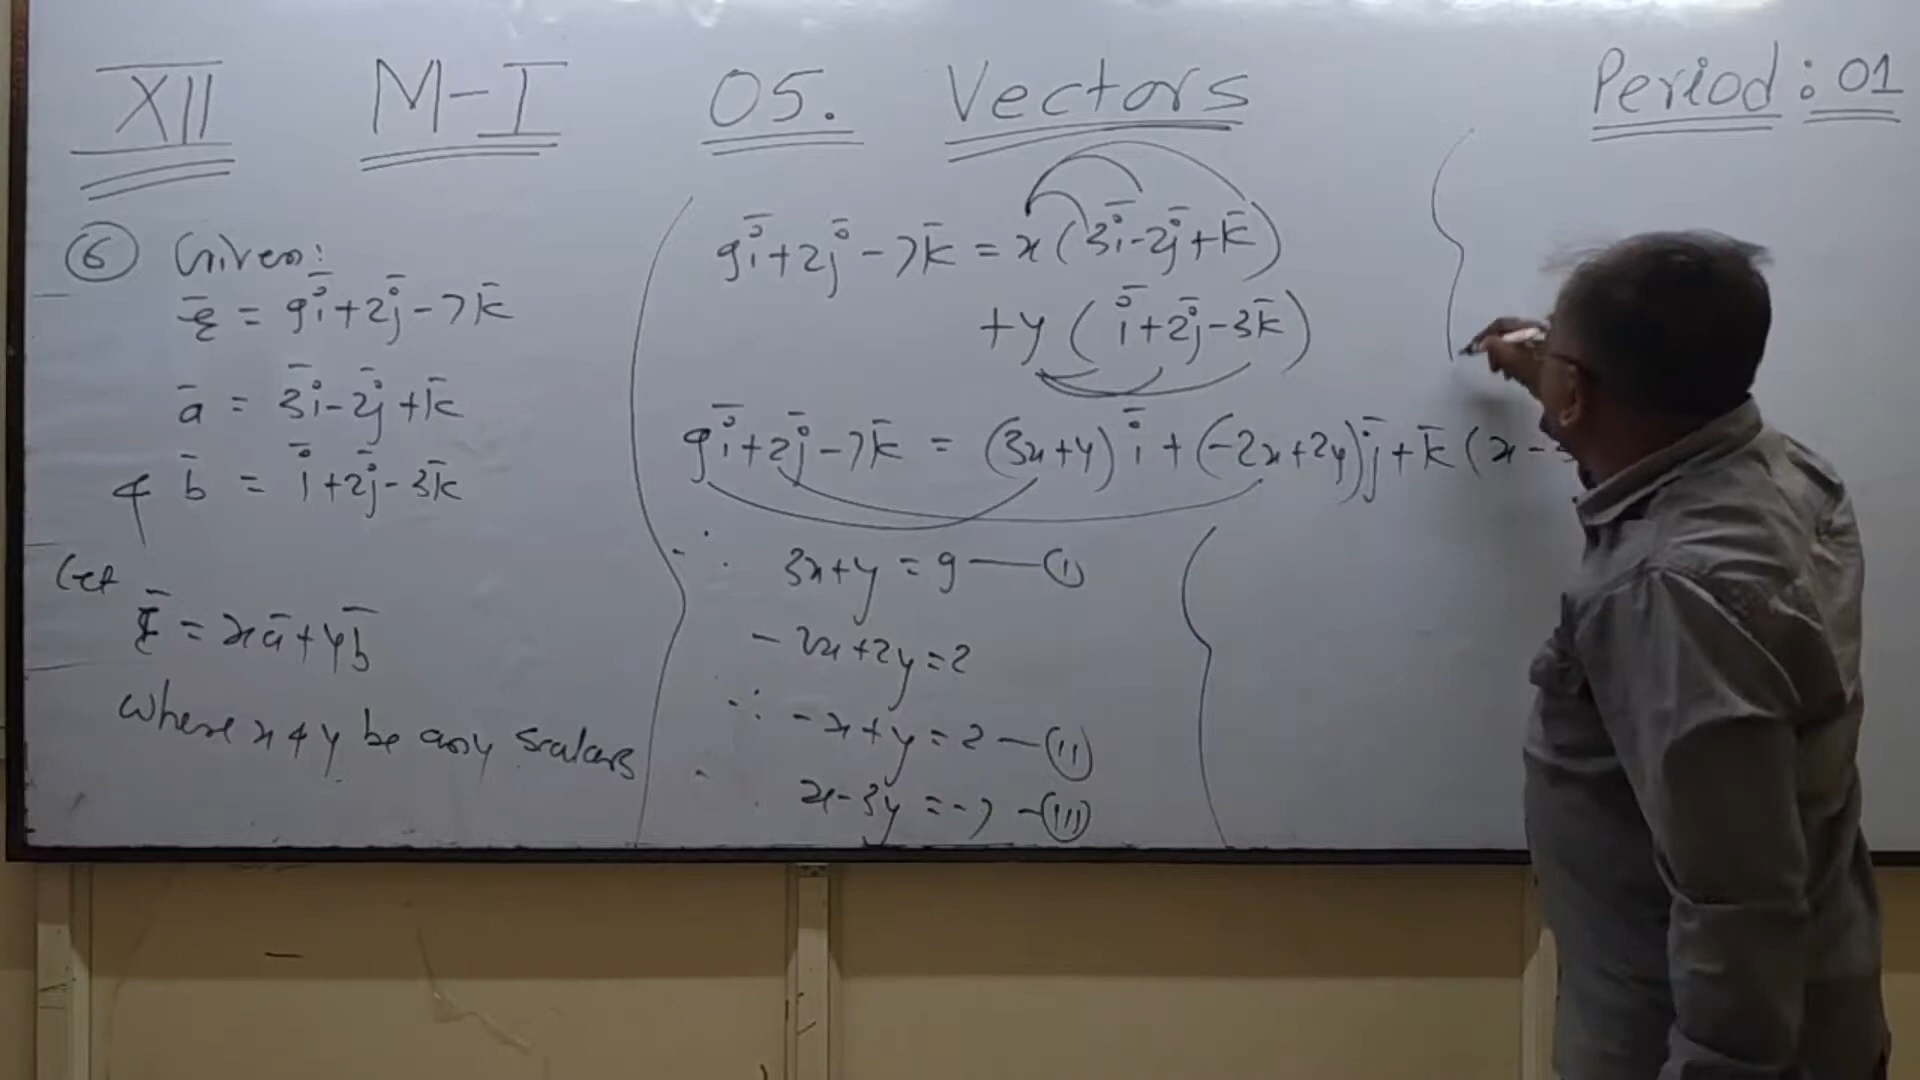 XII M-I 05. Vectors Period: 01
⑥ Given:
c̄ = 9ī+2j̄-7k̄
ā = 3ī-2j̄+k̄
& b̄ = ī+2j̄-3k̄
Let
c̄ = xā+yb̄
where x & y be any scalars
9ī+2j̄-7k̄ = x(3ī-2j̄+k̄)
+y(ī+2j̄-3k̄)
9ī+2j̄-7k̄ = (3x+y)ī+(-2x+2y)j̄+k̄(x-3
∴ 3x+y=9 — (I)
-2x+2y=2
∴ -x+y=2 — (II)
x-3y=-7 — (III)